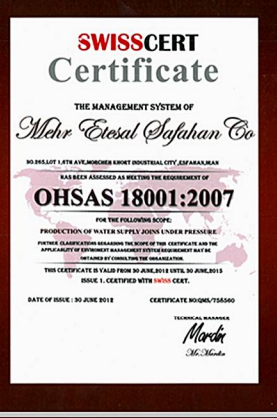 SWISSCERT
Certificate
THE MANAGEMENT SYSTEM OF
Mehr Etesal Safahan Co
NO.265,LOT 1,6TH AVE,MORCHEH KHORT INDUSTRIAL CITY,ESFAHAN,IRAN
HAS BEEN ASSESSED AS MEETING THE REQUIREMENT OF
OHSAS 18001:2007
FOR THE FOLLOWING SCOPE:
PRODUCTION OF WATER SUPPLY JOINS UNDER PRESSURE
FURTHER CLARIFICATIONS REGARDING THE SCOPE OF THIS CERTIFICATE AND THE
APPLICABILITY OF ENVIROMENT MANAGEMENT SYSTEM REQUIREMENT MAY BE
OBTAINED BY CONSULTING THE ORGANIZATION.
THIS CERTIFICATE IS VALID FROM 30 JUNE,2012 UNTIL 30 JUNE,2015
ISSUE 1. CERTIFIED WITH SWISS CERT.
DATE OF ISSUE : 30 JUNE 2012 CERTIFICATE NO:QMS/758560
TECHNICAL MANAGER
Mardin
Mr.Mardin